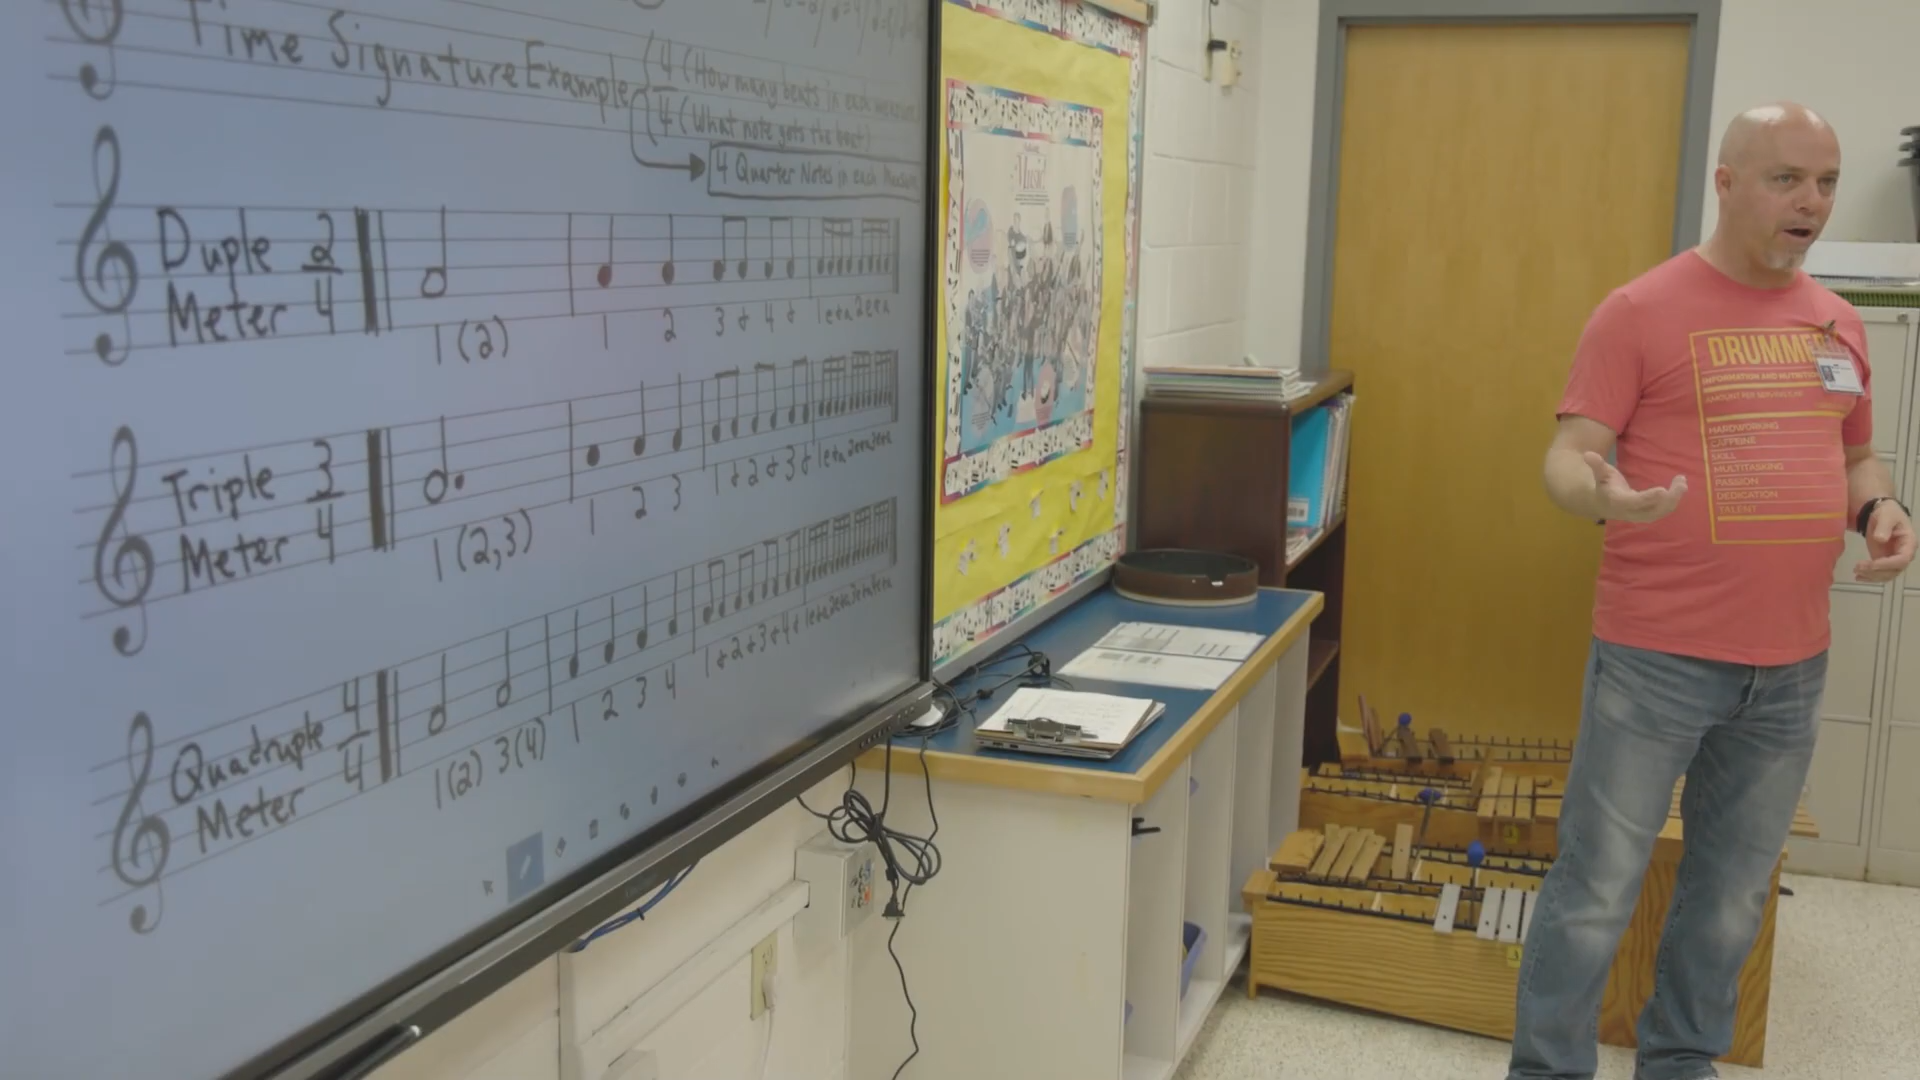 Time Signature Example
4 (How many beats in each measure
4 (What note gets the beat)
4 Quarter Notes in each Measure
Duple 2
Meter 4
1 (2) 1 2 3 & 4 & 1 e & a 2 e & a
Triple 3
Meter 4
1 (2,3) 1 2 3 1 & 2 & 3 & 1 e & a 2 e & a 3 e & a
Quadruple 4
Meter 4
1 (2) 3 (4) 1 2 3 4 1 & 2 & 3 & 4 & 1 e & a 2 e & a 3 e & a 4 e & a
Music
DRUMMER
INFORMATION AND NUTRITION
AMOUNT PER SERVING
HARDWORKING
CAFFEINE
SKILL
MULTITASKING
PASSION
DEDICATION
TALENT